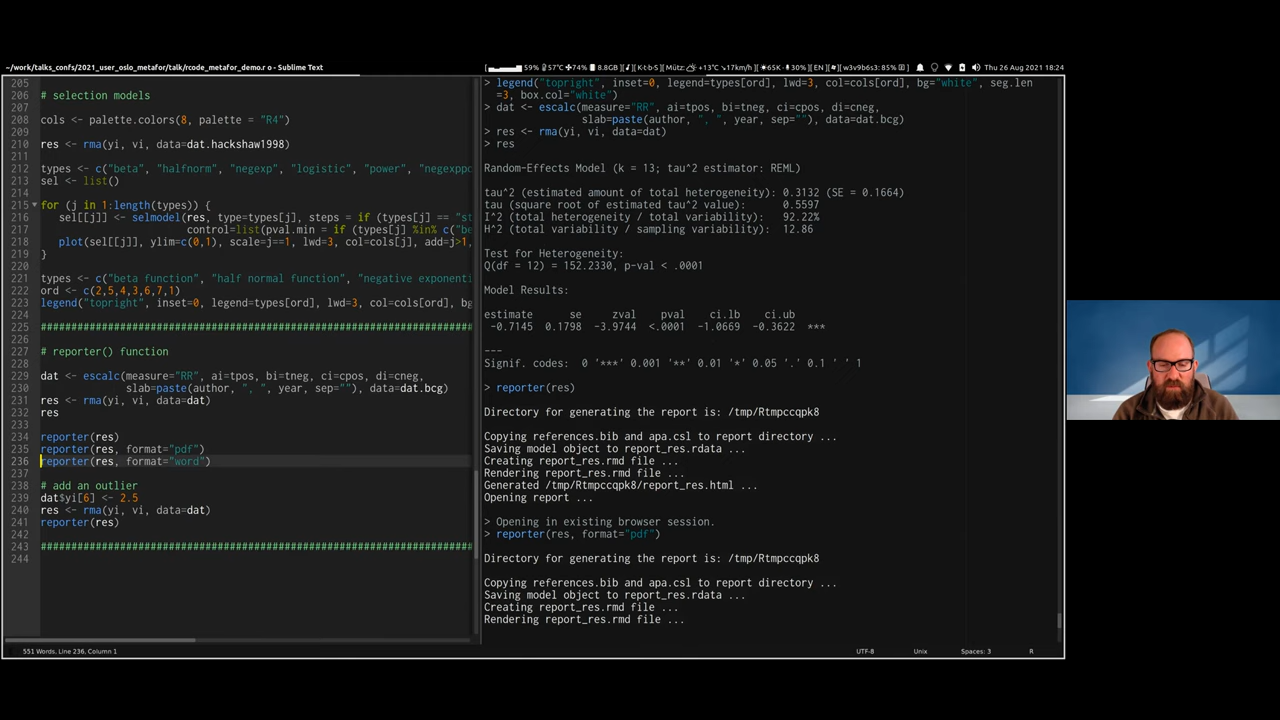 ~/work/talks_confs/2021_user_oslo_metafor/talk/rcode_metafor_demo.r o - Sublime Text
59% 57°C 74% 8.8GB K·t·b·S Mütz: +13°C 17km/h 65K 30% EN w3v9b6s3: 85% Thu 26 Aug 2021 18:24
205
206 # selection models
207
208 cols <- palette.colors(8, palette = "R4")
209
210 res <- rma(yi, vi, data=dat.hackshaw1998)
211
212 types <- c("beta", "halfnorm", "negexp", "logistic", "power", "negexppo
213 sel <- list()
214
215 for (j in 1:length(types)) {
216 sel[[j]] <- selmodel(res, type=types[j], steps = if (types[j] == "st
217 control=list(pval.min = if (types[j] %in% c("be
218 plot(sel[[j]], ylim=c(0,1), scale=j==1, lwd=3, col=cols[j], add=j>1,
219 }
220
221 types <- c("beta function", "half normal function", "negative exponenti
222 ord <- c(2,5,4,3,6,7,1)
223 legend("topright", inset=0, legend=types[ord], lwd=3, col=cols[ord], bg
224
225 ######################################################################
226
227 # reporter() function
228
229 dat <- escalc(measure="RR", ai=tpos, bi=tneg, ci=cpos, di=cneg,
230 slab=paste(author, ", ", year, sep=""), data=dat.bcg)
231 res <- rma(yi, vi, data=dat)
232 res
233
234 reporter(res)
235 reporter(res, format="pdf")
236 reporter(res, format="word")
237
238 # add an outlier
239 dat$yi[6] <- 2.5
240 res <- rma(yi, vi, data=dat)
241 reporter(res)
242
243 ######################################################################
244
> legend("topright", inset=0, legend=types[ord], lwd=3, col=cols[ord], bg="white", seg.len
=3, box.col="white")
> dat <- escalc(measure="RR", ai=tpos, bi=tneg, ci=cpos, di=cneg,
slab=paste(author, ", ", year, sep=""), data=dat.bcg)
> res <- rma(yi, vi, data=dat)
> res
Random-Effects Model (k = 13; tau^2 estimator: REML)
tau^2 (estimated amount of total heterogeneity): 0.3132 (SE = 0.1664)
tau (square root of estimated tau^2 value): 0.5597
I^2 (total heterogeneity / total variability): 92.22%
H^2 (total variability / sampling variability): 12.86
Test for Heterogeneity:
Q(df = 12) = 152.2330, p-val < .0001
Model Results:
estimate se zval pval ci.lb ci.ub
-0.7145 0.1798 -3.9744 <.0001 -1.0669 -0.3622 ***
---
Signif. codes: 0 '***' 0.001 '**' 0.01 '*' 0.05 '.' 0.1 ' ' 1
> reporter(res)
Directory for generating the report is: /tmp/Rtmpccqpk8
Copying references.bib and apa.csl to report directory ...
Saving model object to report_res.rdata ...
Creating report_res.rmd file ...
Rendering report_res.rmd file ...
Generated /tmp/Rtmpccqpk8/report_res.html ...
Opening report ...
> Opening in existing browser session.
> reporter(res, format="pdf")
Directory for generating the report is: /tmp/Rtmpccqpk8
Copying references.bib and apa.csl to report directory ...
Saving model object to report_res.rdata ...
Creating report_res.rmd file ...
Rendering report_res.rmd file ...
551 Words, Line 236, Column 1 UTF-8 Unix Spaces: 3 R